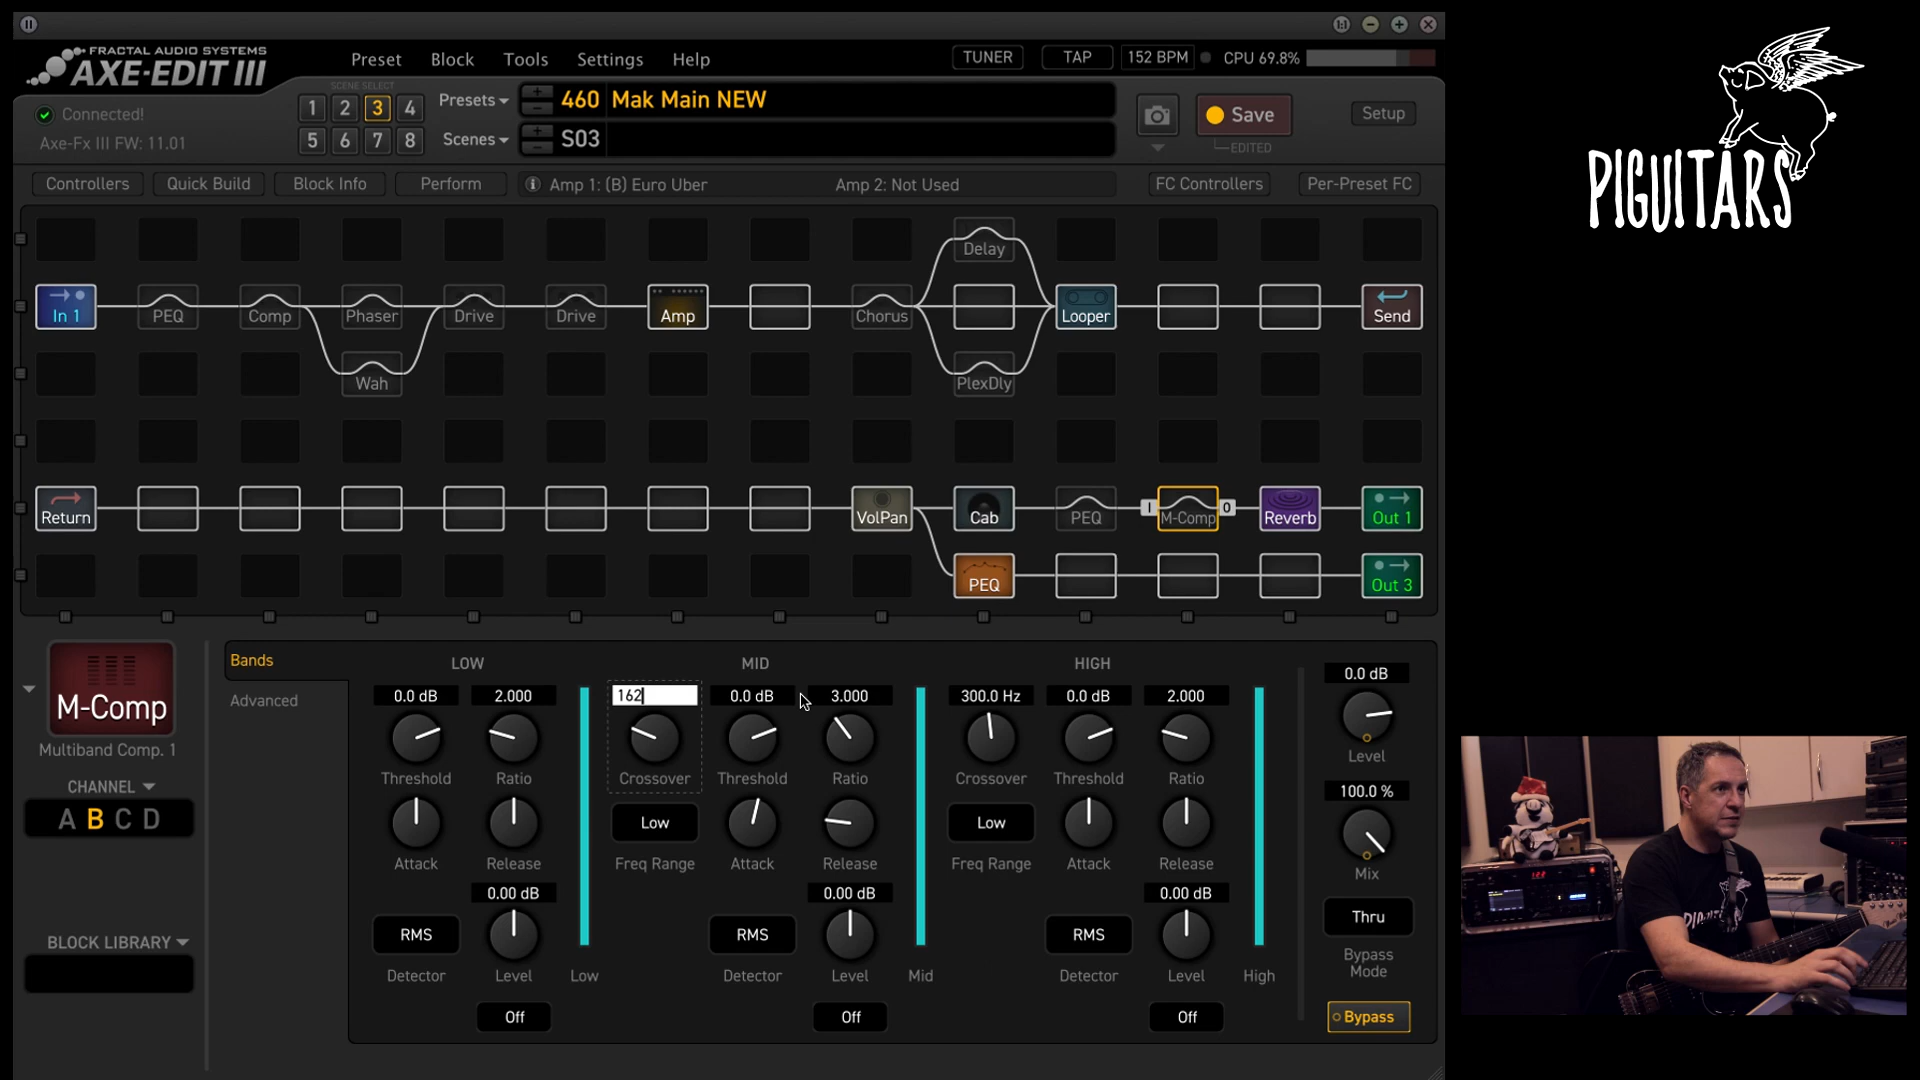 FRACTAL AUDIO SYSTEMS
AXE-EDIT III
Preset Block Tools Settings Help
TUNER TAP 152 BPM CPU 69.8%
SCENE SELECT
1 2 3 4
5 6 7 8
Presets
460 Mak Main NEW
Scenes
S03
Save
EDITED
Setup
Connected!
Axe-Fx III FW: 11.01
Controllers Quick Build Block Info Perform
Amp 1: (B) Euro Uber Amp 2: Not Used
FC Controllers Per-Preset FC
Delay
In 1 PEQ Comp Phaser Drive Drive Amp Chorus Looper Send
Wah PlexDly
Return VolPan Cab PEQ I M-Comp O Reverb Out 1
PEQ Out 3
M-Comp
Multiband Comp. 1
CHANNEL
A B C D
BLOCK LIBRARY
Bands
Advanced
LOW MID HIGH
0.0 dB 2.000 162 0.0 dB 3.000 300.0 Hz 0.0 dB 2.000
Threshold Ratio Crossover Threshold Ratio Crossover Threshold Ratio
Low Low
Attack Release Freq Range Attack Release Freq Range Attack Release
0.00 dB 0.00 dB 0.00 dB
RMS RMS RMS
Detector Level Low Detector Level Mid Detector Level High
Off Off Off
0.0 dB
Level
100.0 %
Mix
Thru
Bypass
Mode
Bypass
PIGUITARS